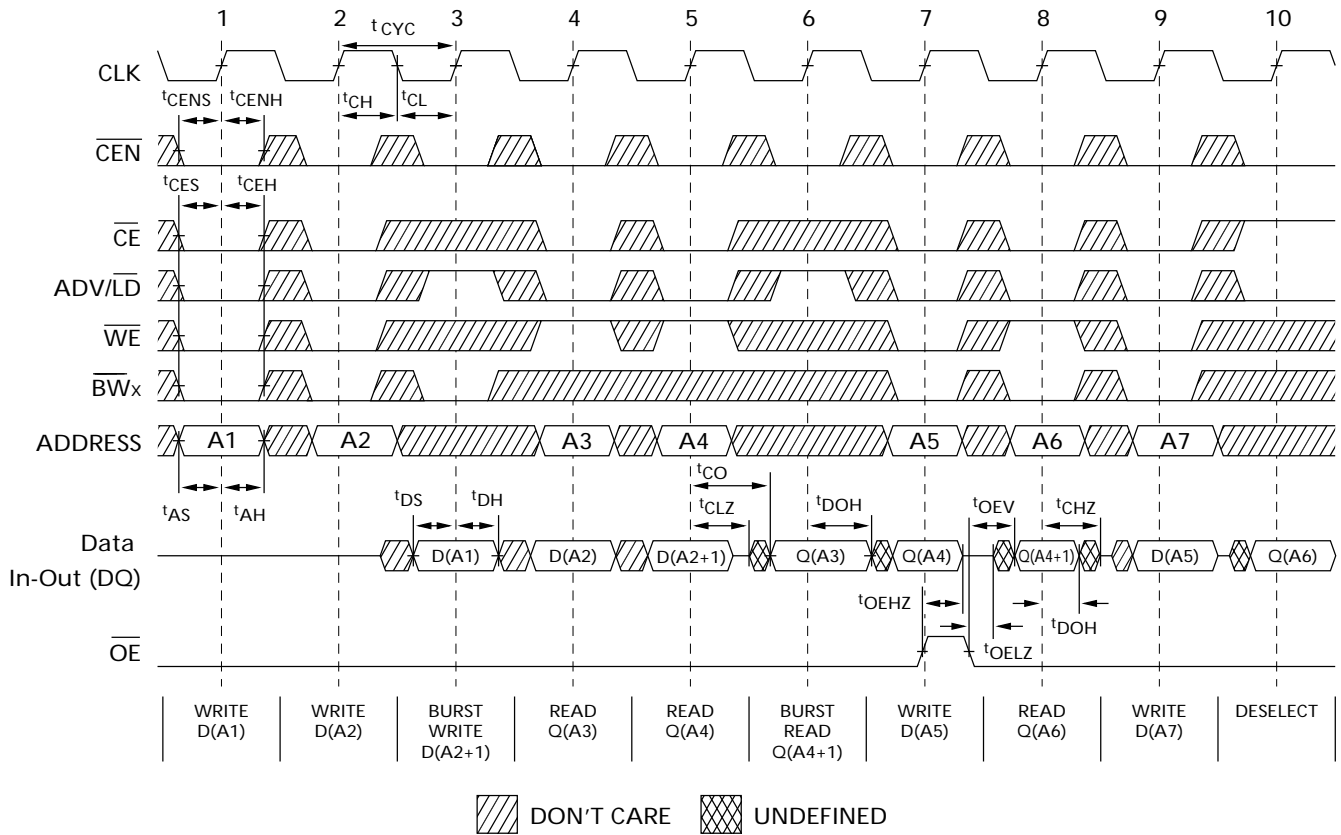 1 2 3 4 5 6 7 8 9 10
tCYC
CLK
tCENS tCENH tCH tCL
CEN
tCES tCEH
CE
ADV/LD
WE
BWx
ADDRESS A1 A2 A3 A4 A5 A6 A7
tCO
tAS tAH tDS tDH tCLZ tDOH tOEV tCHZ
Data
In-Out (DQ)
D(A1) D(A2) D(A2+1) Q(A3) Q(A4) Q(A4+1) D(A5) Q(A6)
tOEHZ tDOH
tOELZ
OE
WRITE
D(A1)
WRITE
D(A2)
BURST
WRITE
D(A2+1)
READ
Q(A3)
READ
Q(A4)
BURST
READ
Q(A4+1)
WRITE
D(A5)
READ
Q(A6)
WRITE
D(A7)
DESELECT
DON'T CARE UNDEFINED